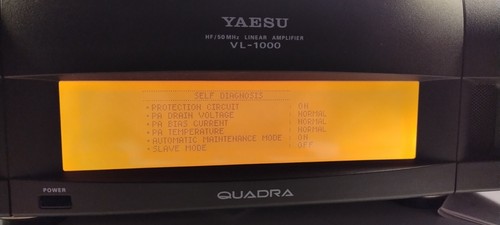 YAESU
HF/50MHz LINEAR AMPLIFIER
VL-1000
SELF DIAGNOSIS
•PROTECTION CIRCUIT : ON
•PA DRAIN VOLTAGE : NORMAL
•PA BIAS CURRENT : NORMAL
•PA TEMPERATURE : NORMAL
•AUTOMATIC MAINTENANCE MODE : ON
•SLAVE MODE : OFF
POWER
QUADRA